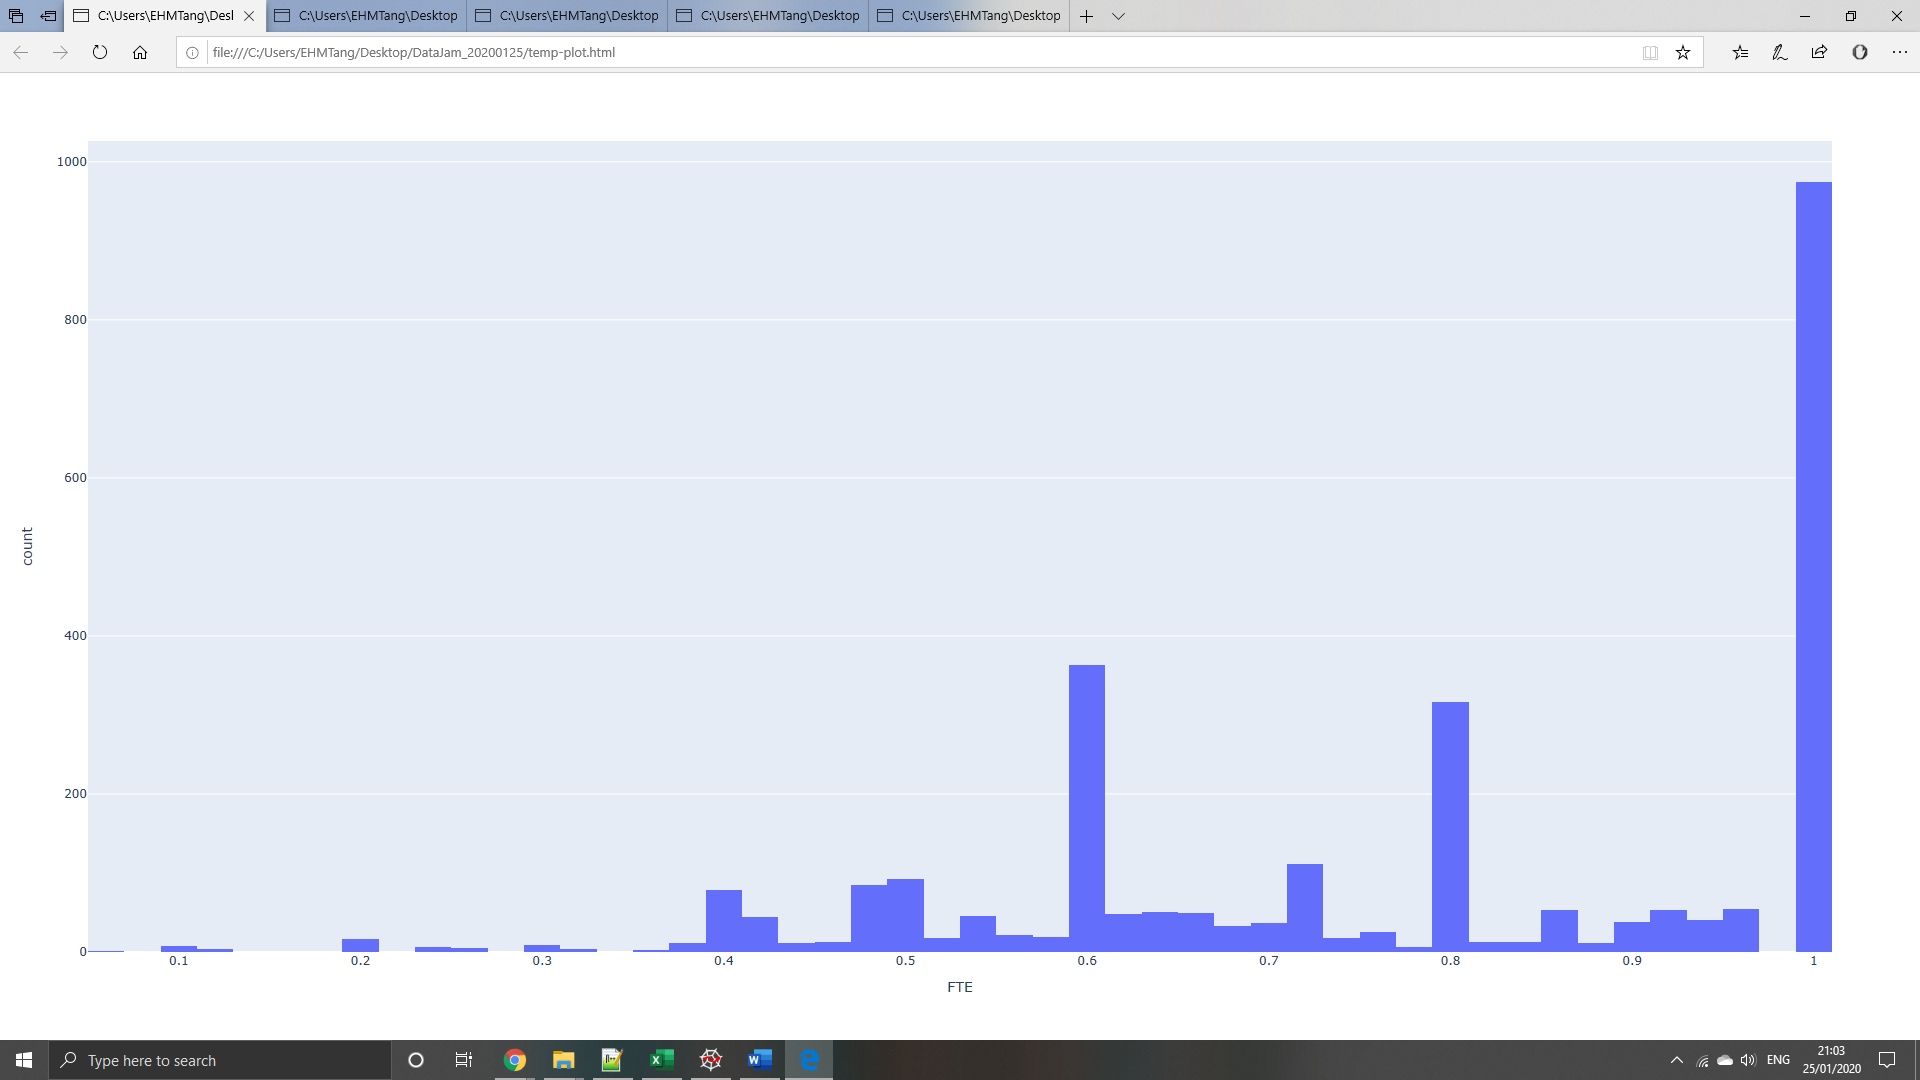 C:\Users\EHMTang\Desl
C:\Users\EHMTang\Desktop
C:\Users\EHMTang\Desktop
C:\Users\EHMTang\Desktop
C:\Users\EHMTang\Desktop
file:///C:/Users/EHMTang/Desktop/DataJam_20200125/temp-plot.html
1000
800
600
400
200
0
count
0.1 0.2 0.3 0.4 0.5 0.6 0.7 0.8 0.9 1
FTE
Type here to search
ENG
21:03
25/01/2020